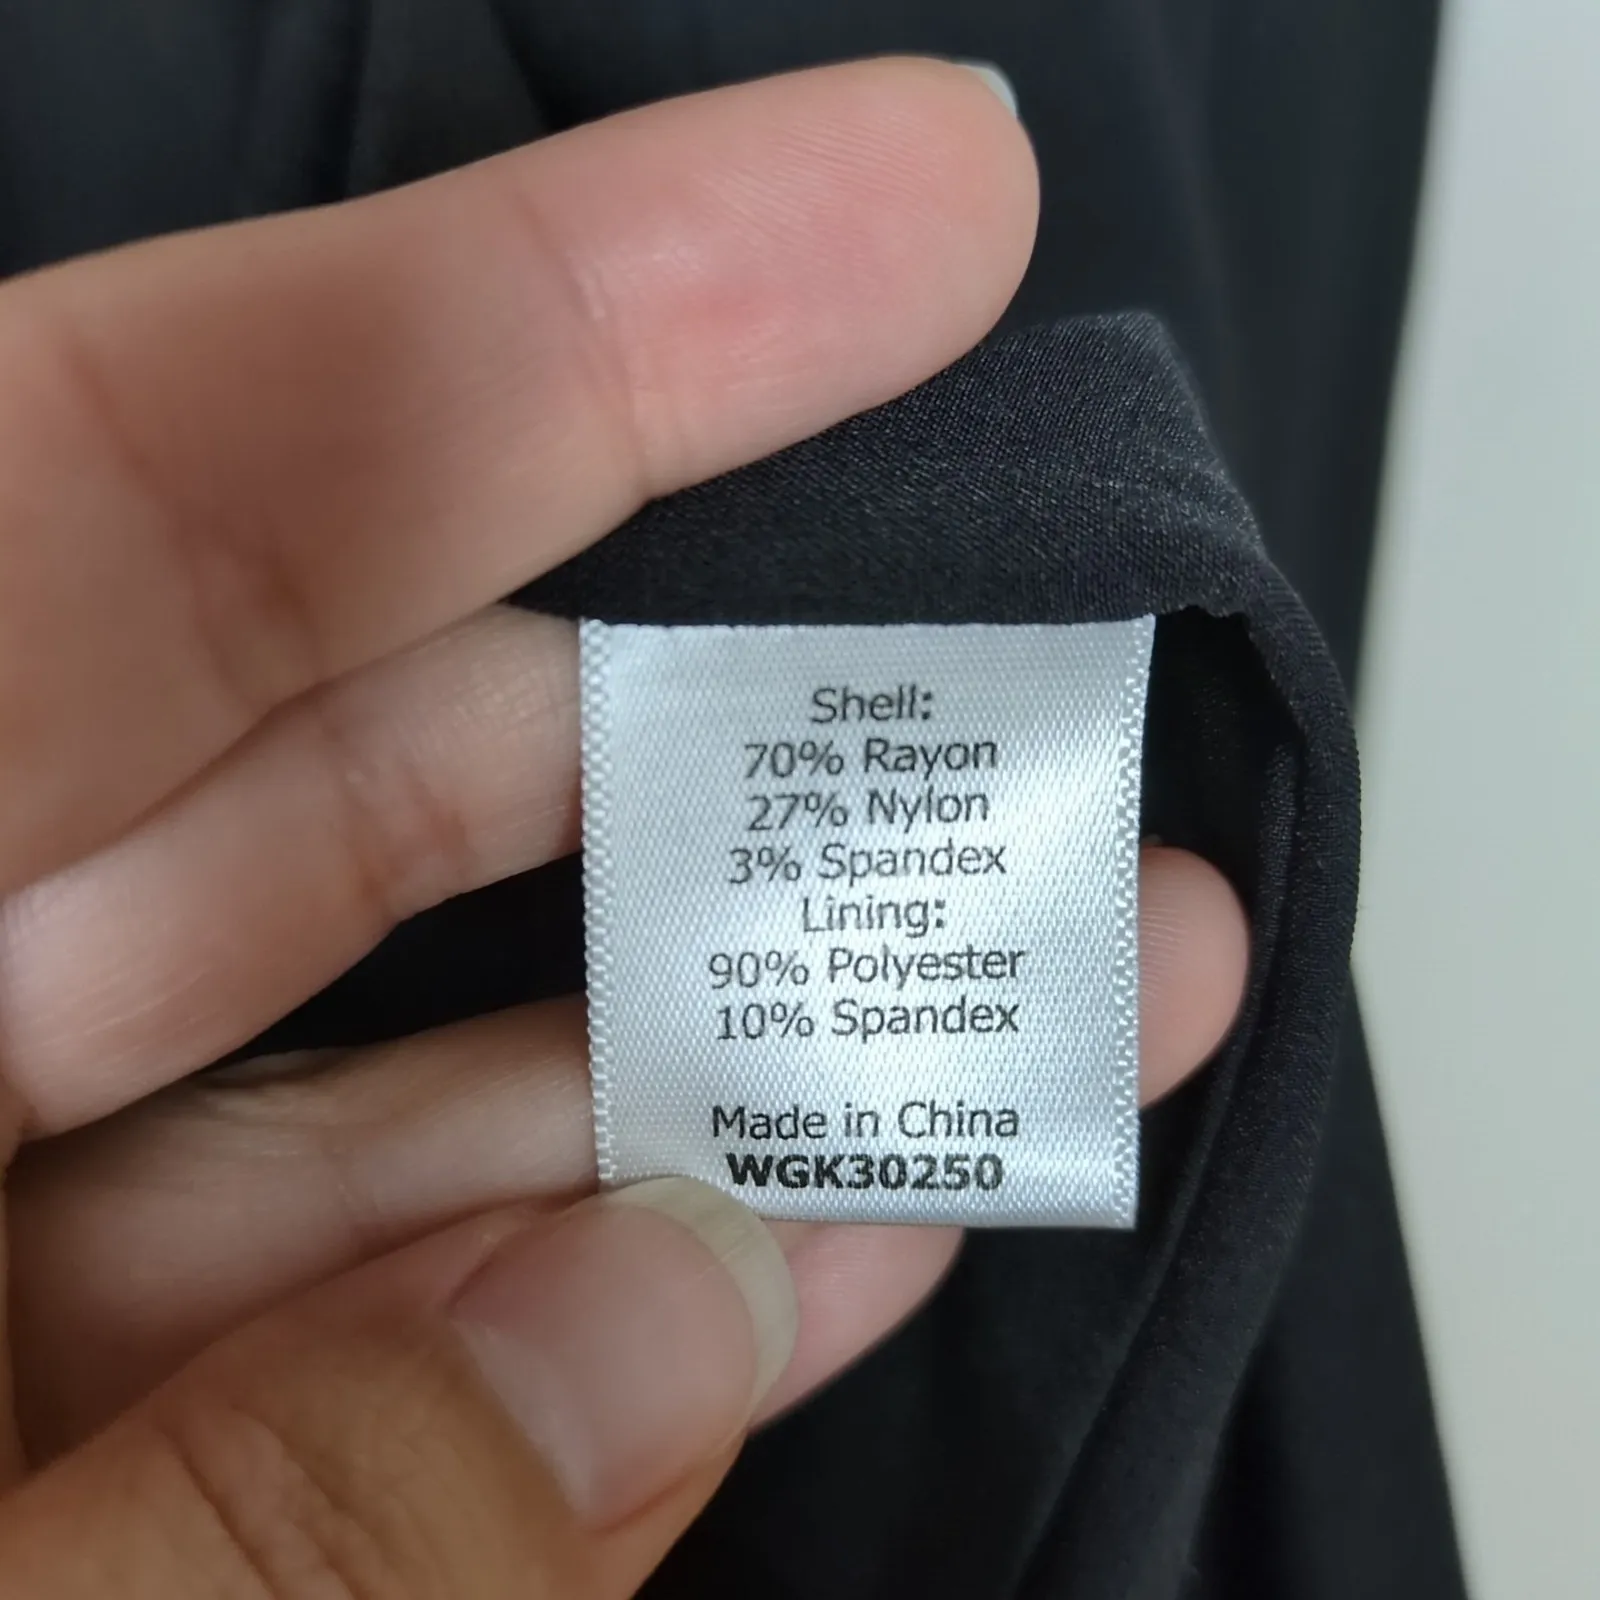 Shell:
70% Rayon
27% Nylon
3% Spandex
Lining:
90% Polyester
10% Spandex
Made in China
WGK30250